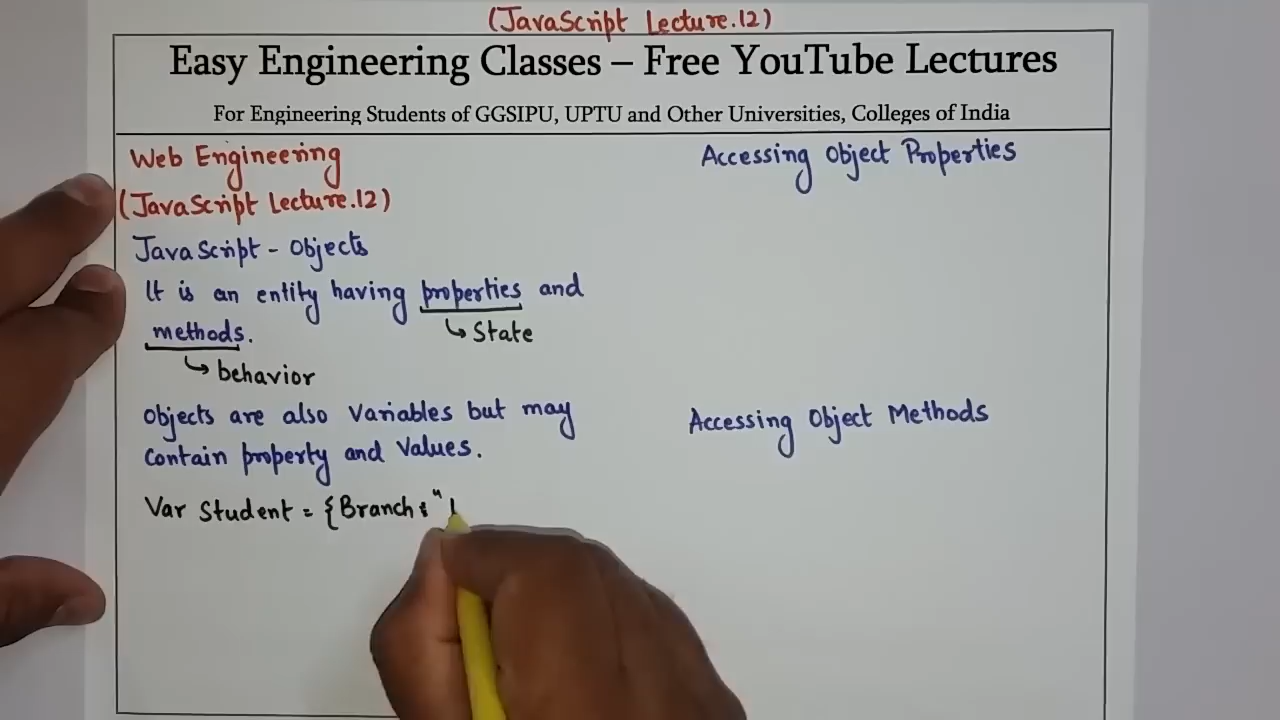 (JavaScript Lecture.12)
Easy Engineering Classes – Free YouTube Lectures
For Engineering Students of GGSIPU, UPTU and Other Universities, Colleges of India
Web Engineering
(JavaScript Lecture.12)
JavaScript - Objects
It is an entity having properties and
methods.
↳ State
↳ behavior
Objects are also Variables but may
Contain property and Values.
Var Student = {Branch: "
Accessing Object Properties
Accessing Object Methods